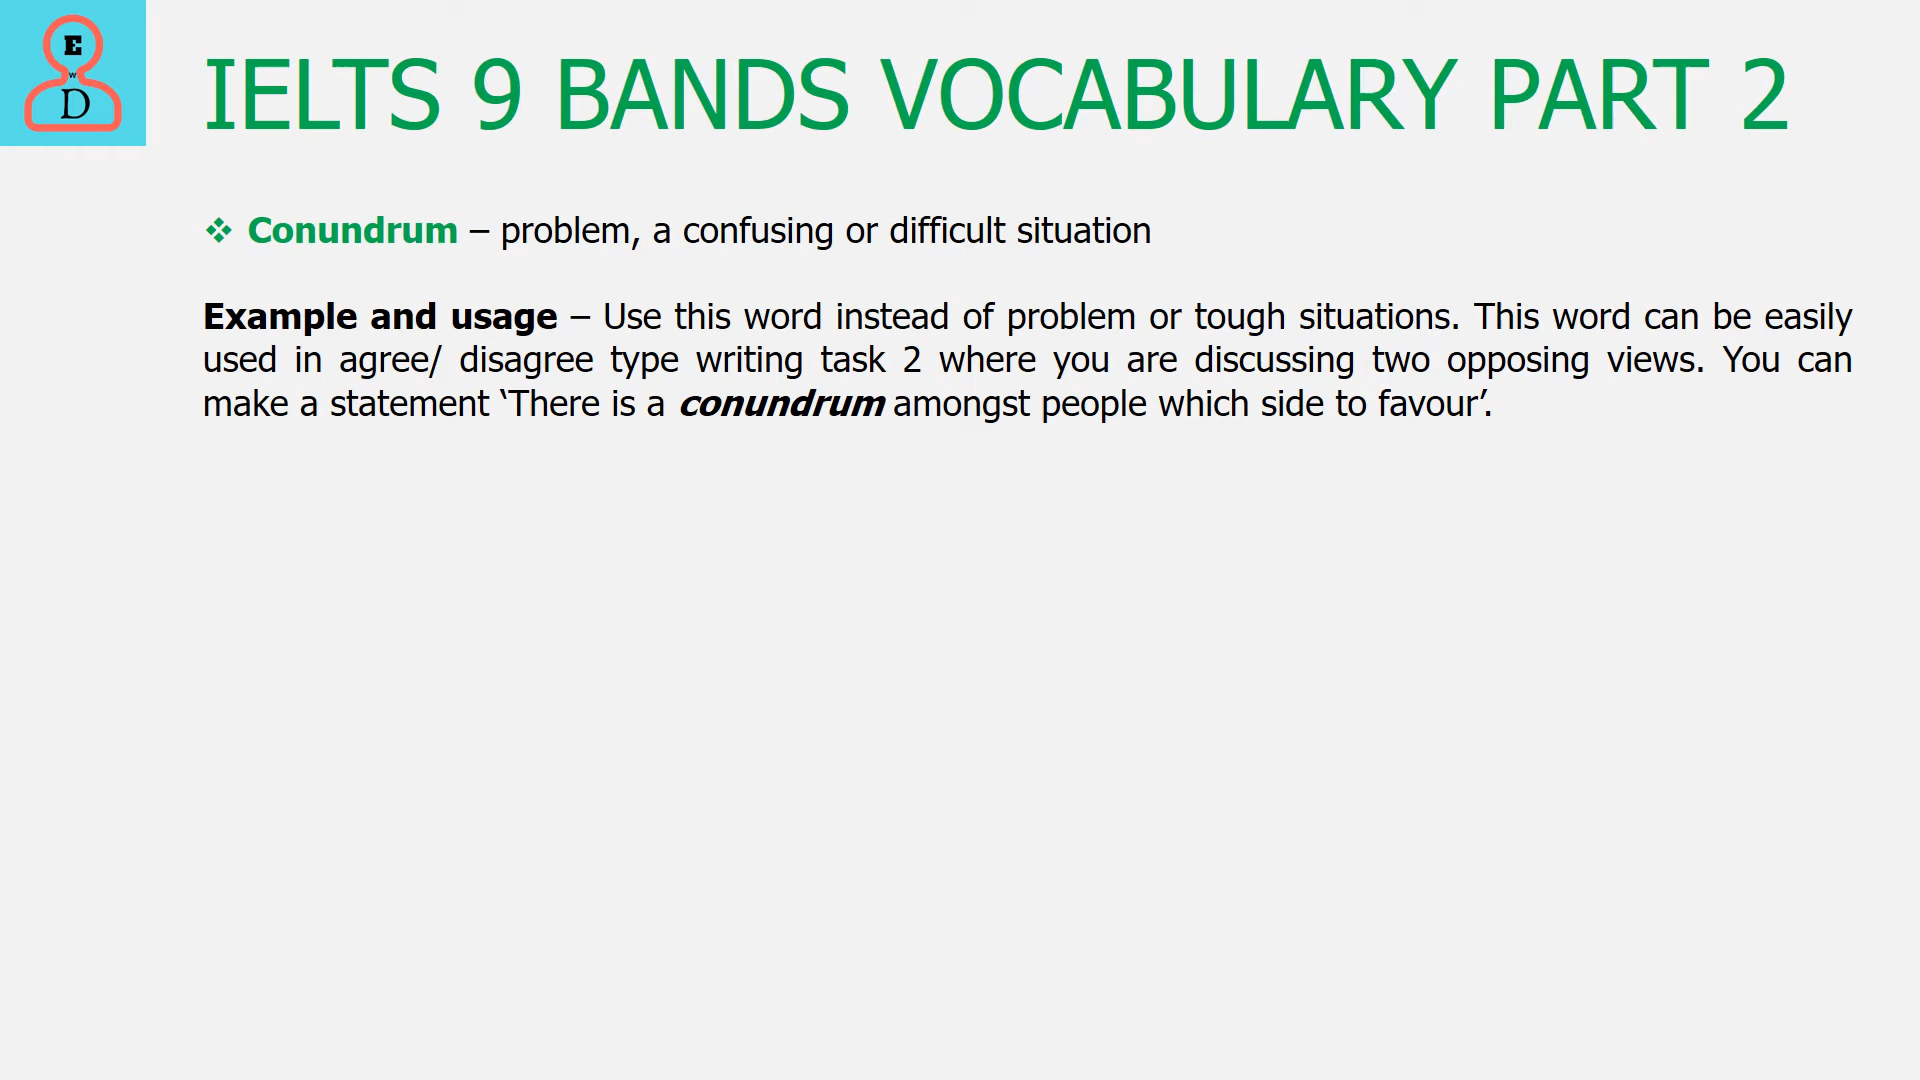 E
W
D
IELTS 9 BANDS VOCABULARY PART 2
❖ Conundrum – problem, a confusing or difficult situation
Example and usage – Use this word instead of problem or tough situations. This word can be easily
used in agree/ disagree type writing task 2 where you are discussing two opposing views. You can
make a statement ‘There is a conundrum amongst people which side to favour’.